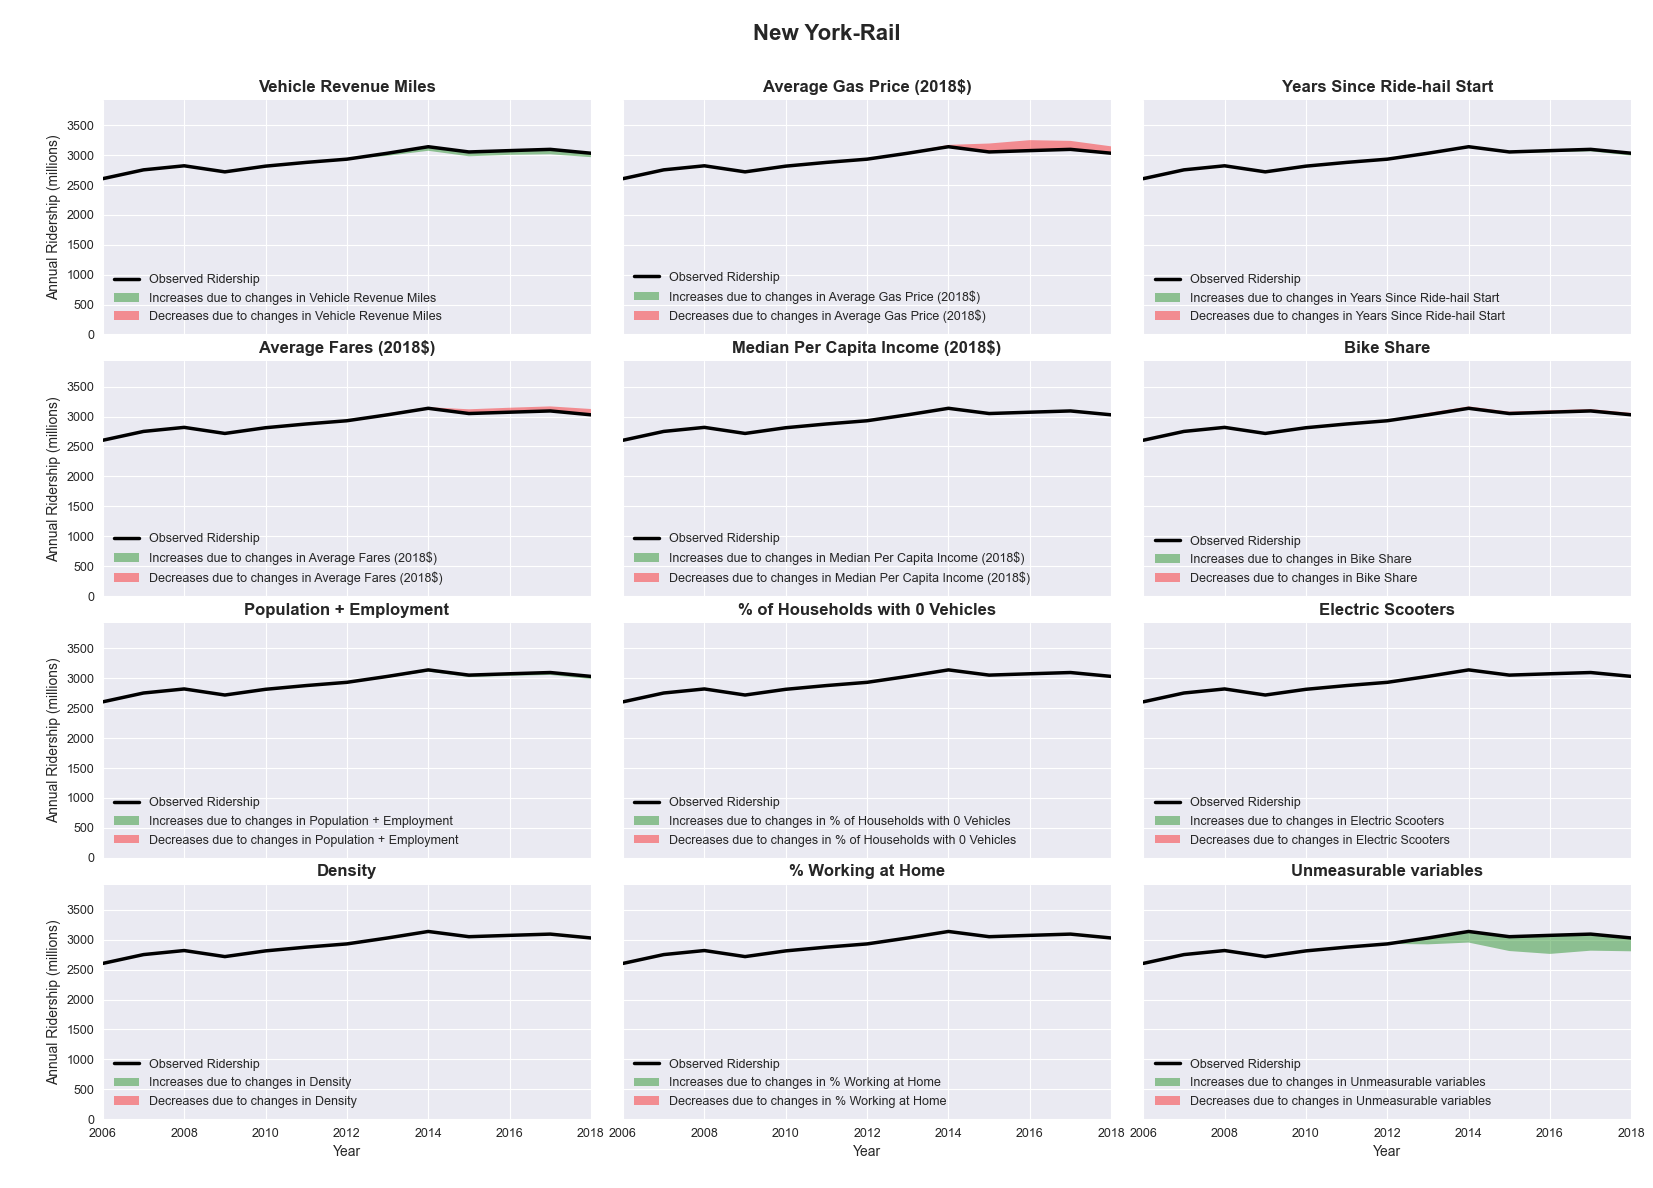 New York-Rail
Vehicle Revenue Miles
Annual Ridership (millions)
3500
3000
2500
2000
1500
1000
500
0
Observed Ridership
Increases due to changes in Vehicle Revenue Miles
Decreases due to changes in Vehicle Revenue Miles
Average Gas Price (2018$)
Observed Ridership
Increases due to changes in Average Gas Price (2018$)
Decreases due to changes in Average Gas Price (2018$)
Years Since Ride-hail Start
Observed Ridership
Increases due to changes in Years Since Ride-hail Start
Decreases due to changes in Years Since Ride-hail Start
Average Fares (2018$)
Annual Ridership (millions)
3500
3000
2500
2000
1500
1000
500
0
Observed Ridership
Increases due to changes in Average Fares (2018$)
Decreases due to changes in Average Fares (2018$)
Median Per Capita Income (2018$)
Observed Ridership
Increases due to changes in Median Per Capita Income (2018$)
Decreases due to changes in Median Per Capita Income (2018$)
Bike Share
Observed Ridership
Increases due to changes in Bike Share
Decreases due to changes in Bike Share
Population + Employment
Annual Ridership (millions)
3500
3000
2500
2000
1500
1000
500
0
Observed Ridership
Increases due to changes in Population + Employment
Decreases due to changes in Population + Employment
% of Households with 0 Vehicles
Observed Ridership
Increases due to changes in % of Households with 0 Vehicles
Decreases due to changes in % of Households with 0 Vehicles
Electric Scooters
Observed Ridership
Increases due to changes in Electric Scooters
Decreases due to changes in Electric Scooters
Density
Annual Ridership (millions)
3500
3000
2500
2000
1500
1000
500
0
Observed Ridership
Increases due to changes in Density
Decreases due to changes in Density
2006 2008 2010 2012 2014 2016 2018
Year
% Working at Home
Observed Ridership
Increases due to changes in % Working at Home
Decreases due to changes in % Working at Home
2006 2008 2010 2012 2014 2016 2018
Year
Unmeasurable variables
Observed Ridership
Increases due to changes in Unmeasurable variables
Decreases due to changes in Unmeasurable variables
2006 2008 2010 2012 2014 2016 2018
Year